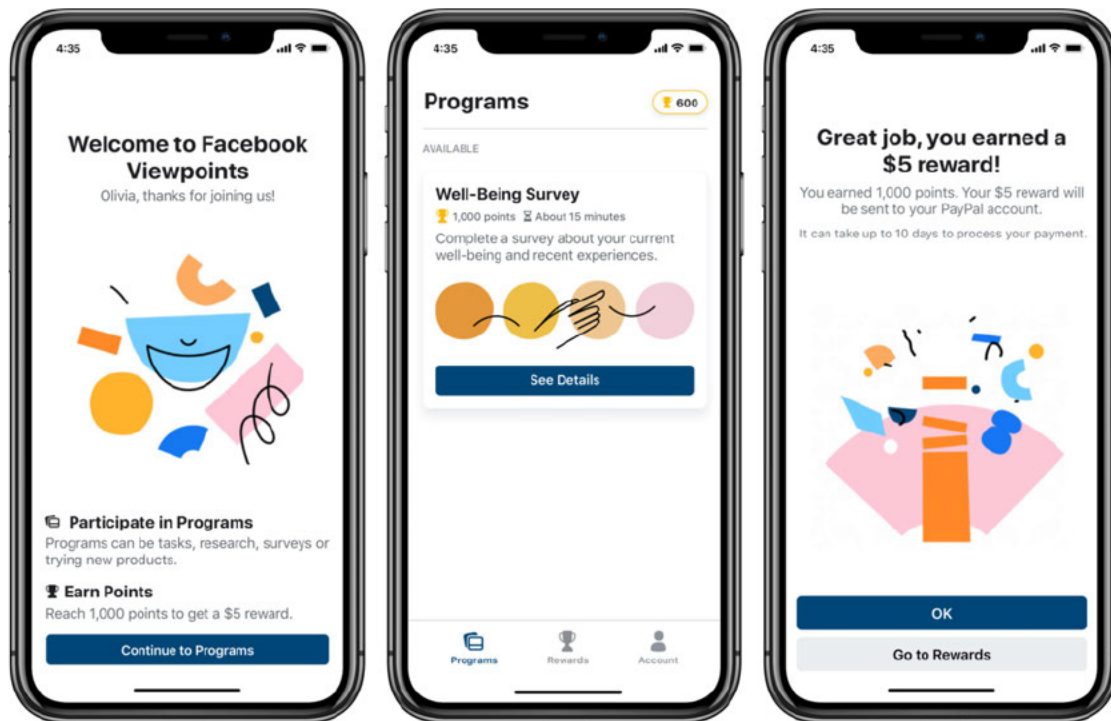 4:35
Welcome to Facebook
Viewpoints
Olivia, thanks for joining us!
Participate in Programs
Programs can be tasks, research, surveys or
trying new products.
Earn Points
Reach 1,000 points to get a $5 reward.
Continue to Programs
4:35
Programs
600
AVAILABLE
Well-Being Survey
1,000 points About 15 minutes
Complete a survey about your current
well-being and recent experiences.
See Details
Programs Rewards Account
4:35
Great job, you earned a
$5 reward!
You earned 1,000 points. Your $5 reward will
be sent to your PayPal account.
It can take up to 10 days to process your payment.
OK
Go to Rewards